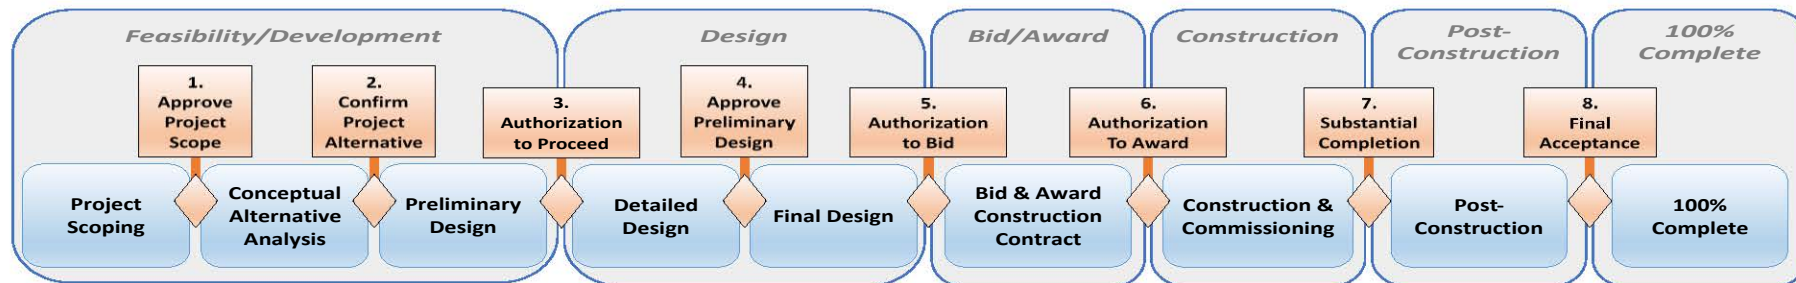 Feasibility/Development
Design
Bid/Award
Construction
Post-
Construction
100%
Complete
1.
Approve
Project
Scope
2.
Confirm
Project
Alternative
3.
Authorization
to Proceed
4.
Approve
Preliminary
Design
5.
Authorization
to Bid
6.
Authorization
To Award
7.
Substantial
Completion
8.
Final
Acceptance
Project
Scoping
Conceptual
Alternative
Analysis
Preliminary
Design
Detailed
Design
Final Design
Bid & Award
Construction
Contract
Construction &
Commissioning
Post-
Construction
100%
Complete